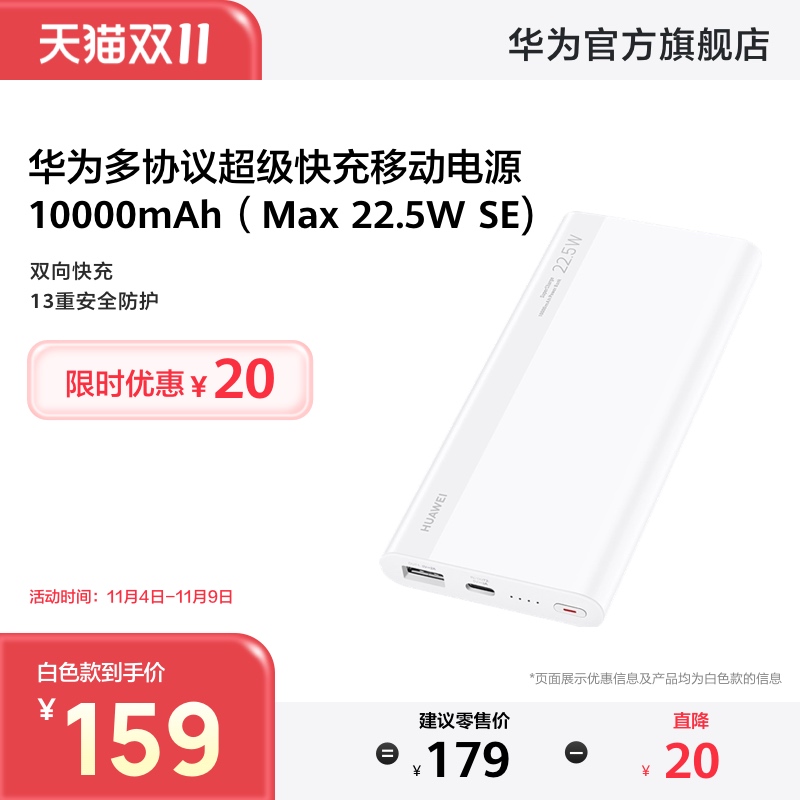 天猫双11
华为官方旗舰店
华为多协议超级快充移动电源
10000mAh（Max 22.5W SE）
双向快充
13重安全防护
限时优惠¥20
22.5W
HUAWEI
活动时间：11月4日-11月9日
*页面展示优惠信息及产品均为白色款的信息
白色款到手价
¥159
=
建议零售价
¥179
-
直降
¥20